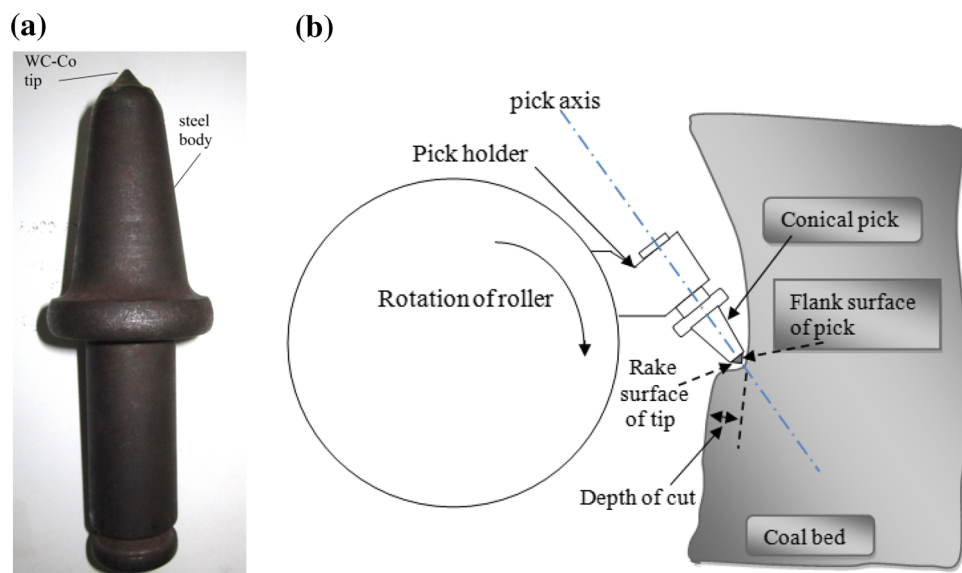 (a)
WC-Co
tip
steel
body
(b)
pick axis
Pick holder
Conical pick
Rotation of roller
Flank surface
of pick
Rake
surface
of tip
Depth of cut
Coal bed